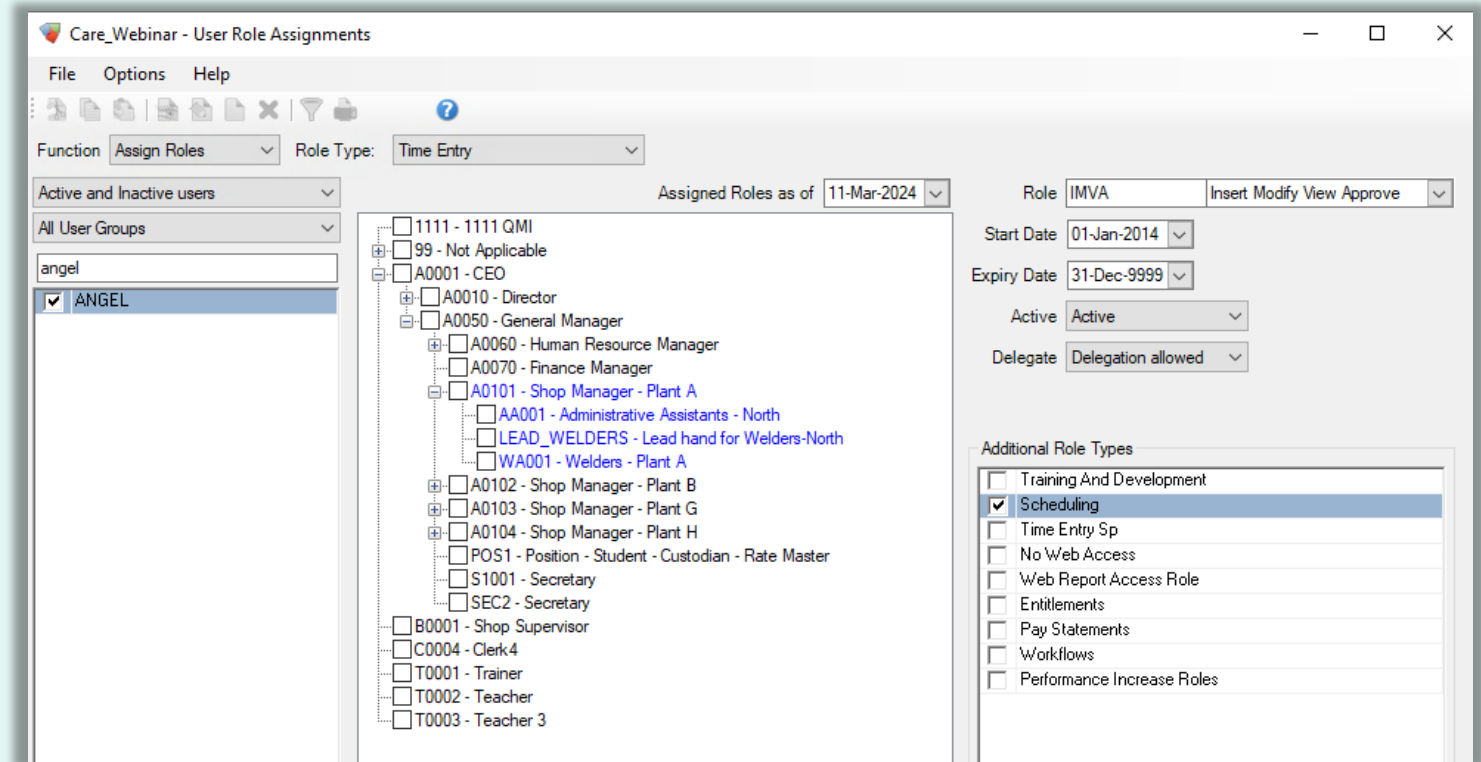 Care_Webinar - User Role Assignments
File Options Help
Function Assign Roles Role Type: Time Entry
Active and Inactive users
All User Groups
angel
ANGEL
Assigned Roles as of 11-Mar-2024
1111 - 1111 QMI
99 - Not Applicable
A0001 - CEO
A0010 - Director
A0050 - General Manager
A0060 - Human Resource Manager
A0070 - Finance Manager
A0101 - Shop Manager - Plant A
AA001 - Administrative Assistants - North
LEAD_WELDERS - Lead hand for Welders-North
WA001 - Welders - Plant A
A0102 - Shop Manager - Plant B
A0103 - Shop Manager - Plant G
A0104 - Shop Manager - Plant H
POS1 - Position - Student - Custodian - Rate Master
S1001 - Secretary
SEC2 - Secretary
B0001 - Shop Supervisor
C0004 - Clerk 4
T0001 - Trainer
T0002 - Teacher
T0003 - Teacher 3
Role IMVA Insert Modify View Approve
Start Date 01-Jan-2014
Expiry Date 31-Dec-9999
Active Active
Delegate Delegation allowed
Additional Role Types
Training And Development
Scheduling
Time Entry Sp
No Web Access
Web Report Access Role
Entitlements
Pay Statements
Workflows
Performance Increase Roles